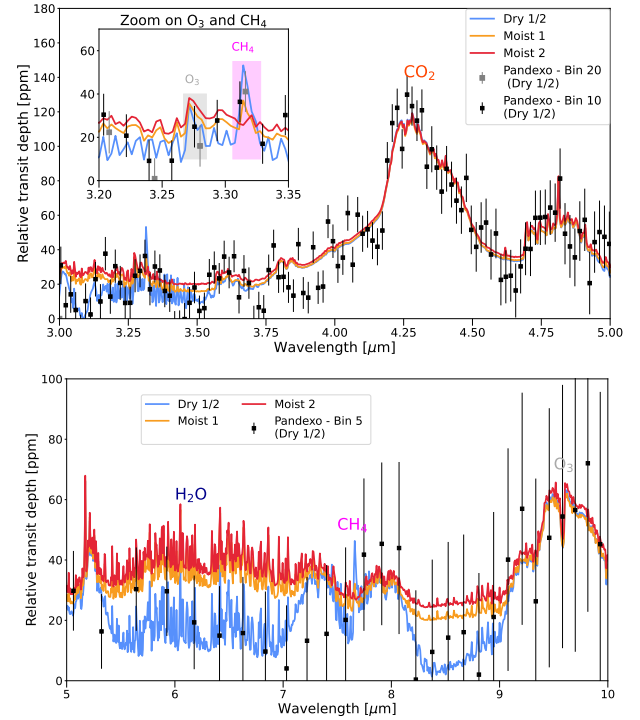 Zoom on O₃ and CH₄
O₃
CH₄
60
40
20
0
3.20
3.25
3.30
3.35
Dry 1/2
Moist 1
Moist 2
Pandexo - Bin 20
(Dry 1/2)
Pandexo - Bin 10
(Dry 1/2)
CO₂
Relative transit depth [ppm]
180
160
140
120
100
80
60
40
20
0
3.00
3.25
3.50
3.75
4.00
4.25
4.50
4.75
5.00
Wavelength [μm]
Dry 1/2
Moist 1
Moist 2
Pandexo - Bin 5
(Dry 1/2)
H₂O
CH₄
O₃
Relative transit depth [ppm]
100
80
60
40
20
0
5
6
7
8
9
10
Wavelength [μm]